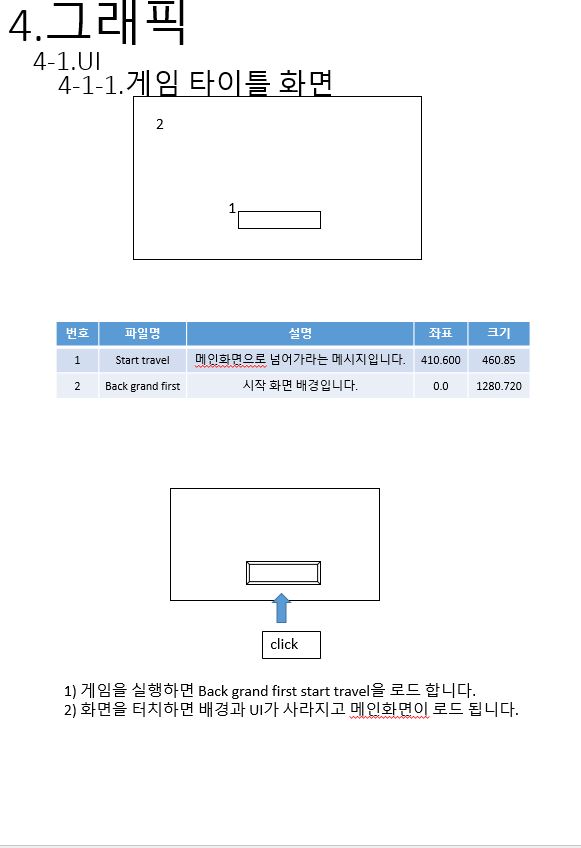 4.그래픽
4-1.UI
4-1-1.게임 타이틀 화면
2
1
번호 파일명 설명 좌표 크기
1 Start travel 메인화면으로 넘어가라는 메시지입니다. 410.600 460.85
2 Back grand first 시작 화면 배경입니다. 0.0 1280.720
click
1) 게임을 실행하면 Back grand first start travel을 로드 합니다.
2) 화면을 터치하면 배경과 UI가 사라지고 메인화면이 로드 됩니다.